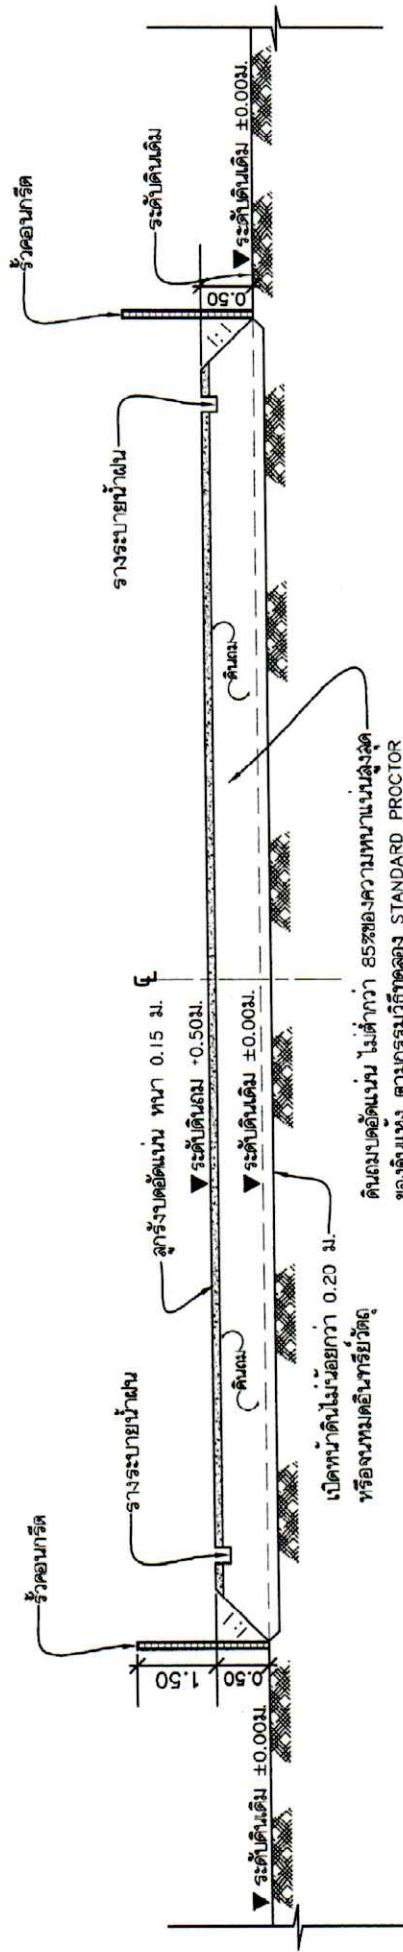 รั้วคอนกรีต
รางระบายน้ำฝน
ลูกรังบดอัดแน่น หนา 0.15 ม.
รางระบายน้ำฝน
รั้วคอนกรีต
ระดับดินเดิม
1.50
0.50
1:1
ดินถม
ระดับดินถม +0.50ม.
ระดับดินเดิม ±0.00ม.
ดินถม
1:1
0.50
ระดับดินเดิม ±0.00ม.
ระดับดินเดิม ±0.00ม.
เปิดหน้าดินไม่น้อยกว่า 0.20 ม.
หรือจนหมดอินทรีย์วัตถุ
ดินถมบดอัดแน่น ไม่ต่ำกว่า 85%ของความหนาแน่นสูงสุด
ของดินแห้ง ตามกรรมวิธีทดลอง STANDARD PROCTOR